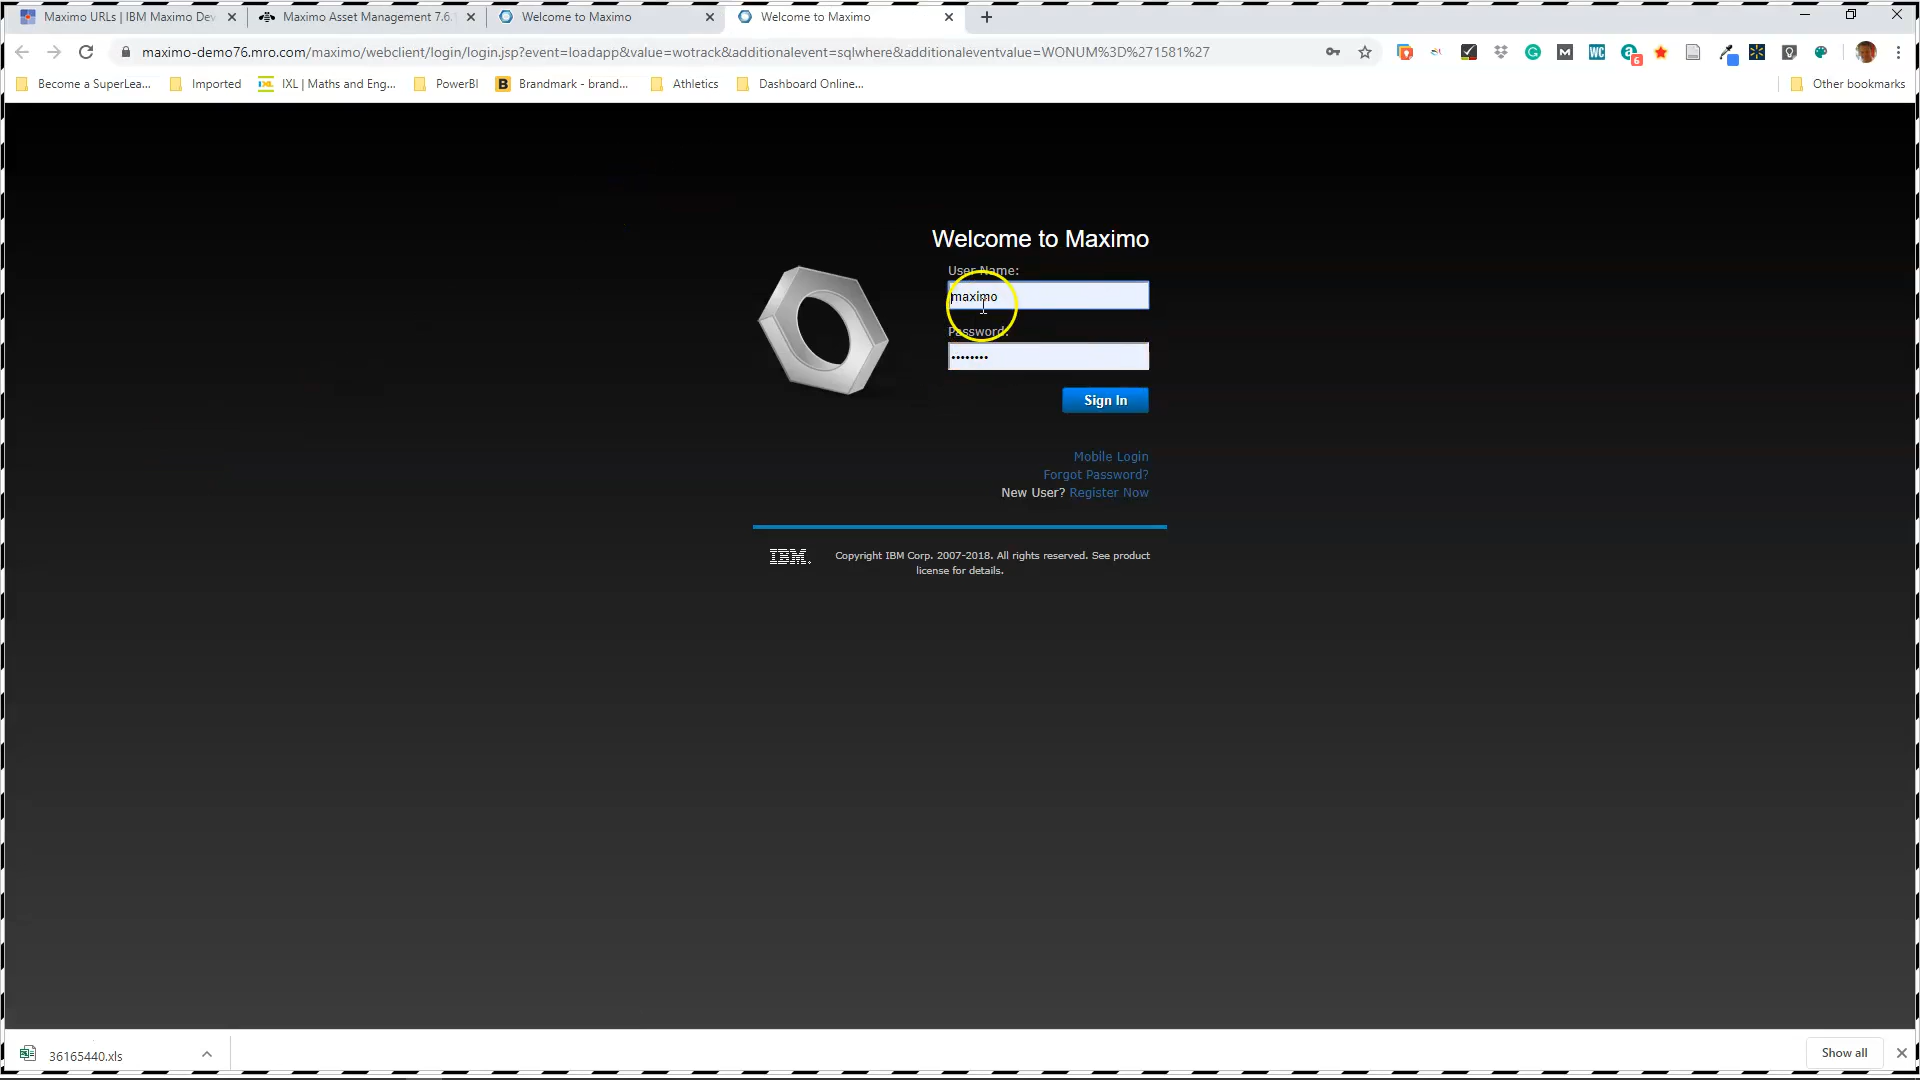 Maximo URLs | IBM Maximo Dev
Maximo Asset Management 7.6.
Welcome to Maximo
Welcome to Maximo
maximo-demo76.mro.com/maximo/webclient/login/login.jsp?event=loadapp&value=wotrack&additionalevent=sqlwhere&additionaleventvalue=WONUM%3D%271581%27
M
WC
a
6
Become a SuperLea...
Imported
IXL | Maths and Eng...
PowerBI
B
Brandmark - brand...
Athletics
Dashboard Online...
Other bookmarks
Welcome to Maximo
User Name:
maximo
Password:
••••••••
Sign In
Mobile Login
Forgot Password?
New User? Register Now
IBM.
Copyright IBM Corp. 2007-2018. All rights reserved. See product
license for details.
36165440.xls
Show all